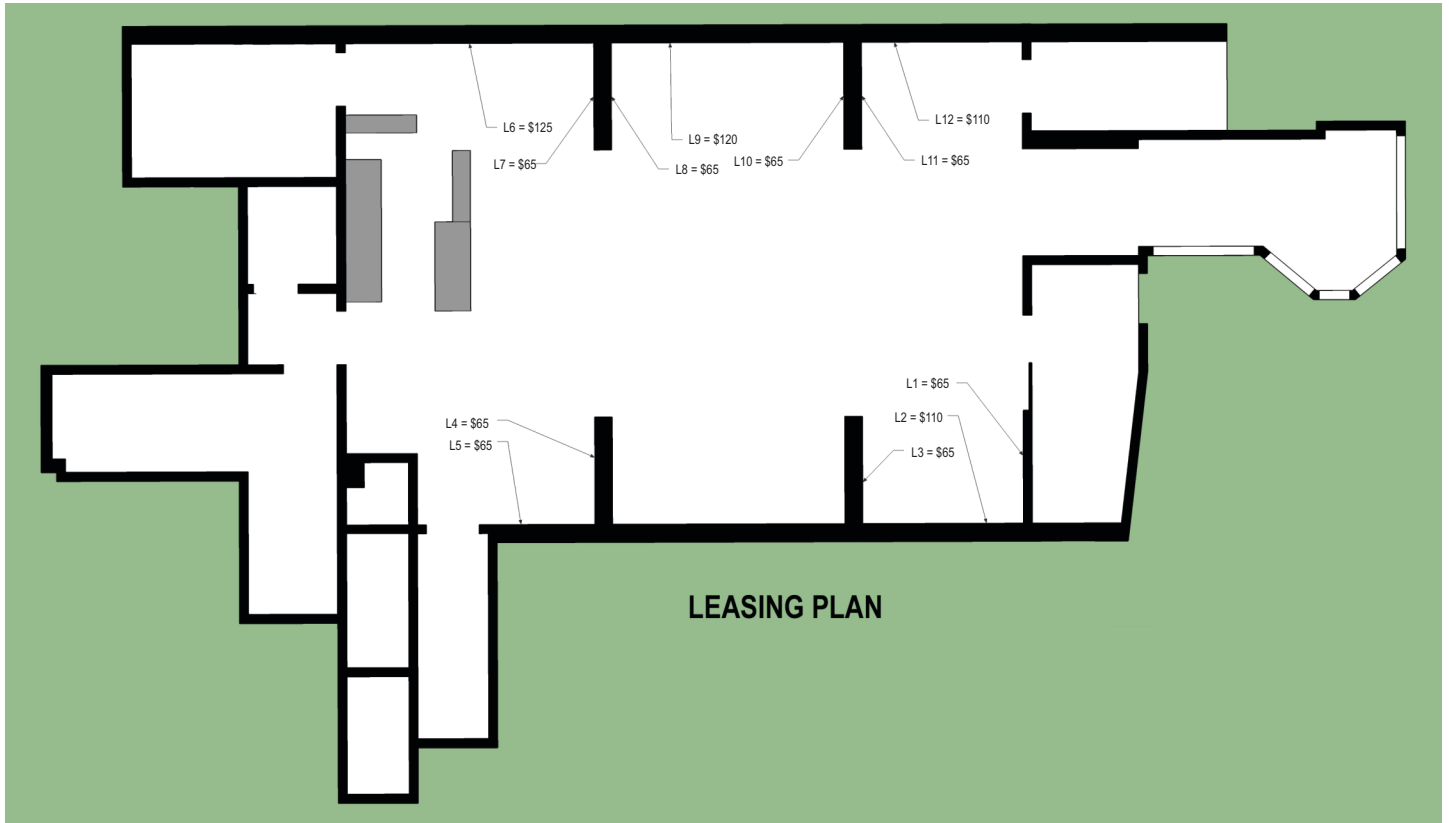 L6 = $125
L7 = $65
L8 = $65
L9 = $120
L10 = $65
L11 = $65
L12 = $110
L1 = $65
L2 = $110
L3 = $65
L4 = $65
L5 = $65
LEASING PLAN